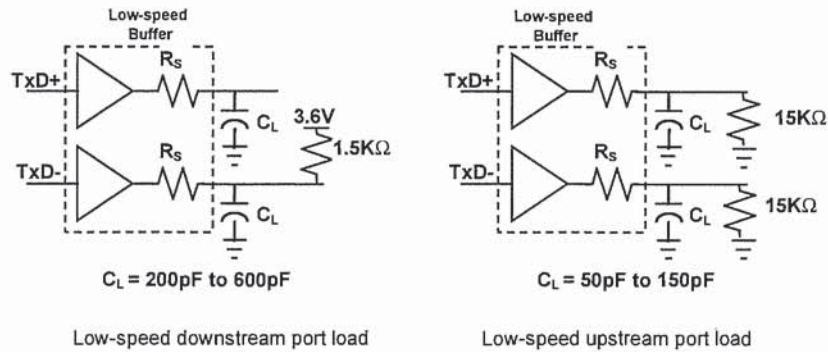 Low-speed
Buffer
TxD+
RS
CL
3.6V
1.5KΩ
TxD-
RS
CL
CL = 200pF to 600pF
Low-speed downstream port load
Low-speed
Buffer
TxD+
RS
CL
15KΩ
TxD-
RS
CL
15KΩ
CL = 50pF to 150pF
Low-speed upstream port load